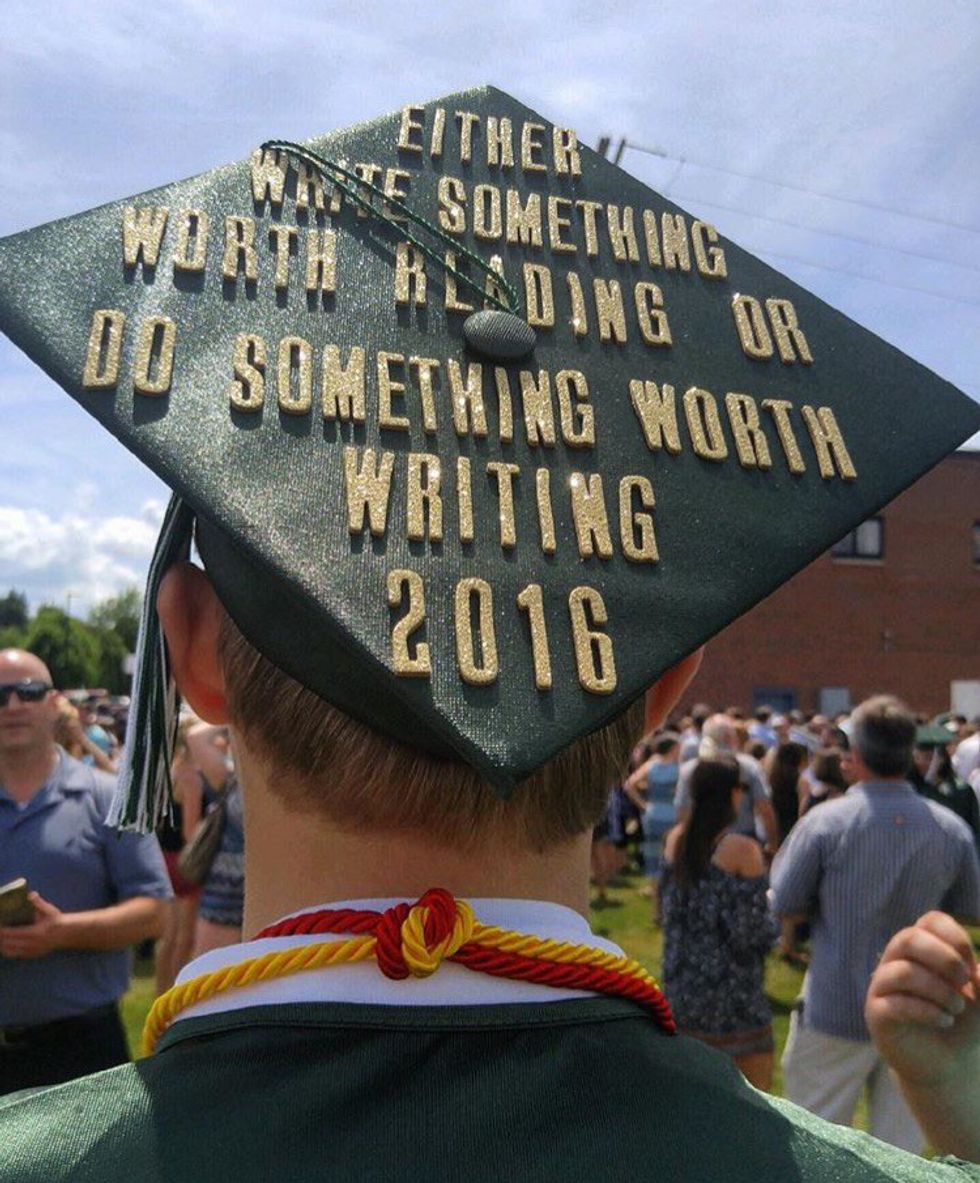 EITHER
WRITE SOMETHING
WORTH READING OR
DO SOMETHING WORTH
WRITING
2016